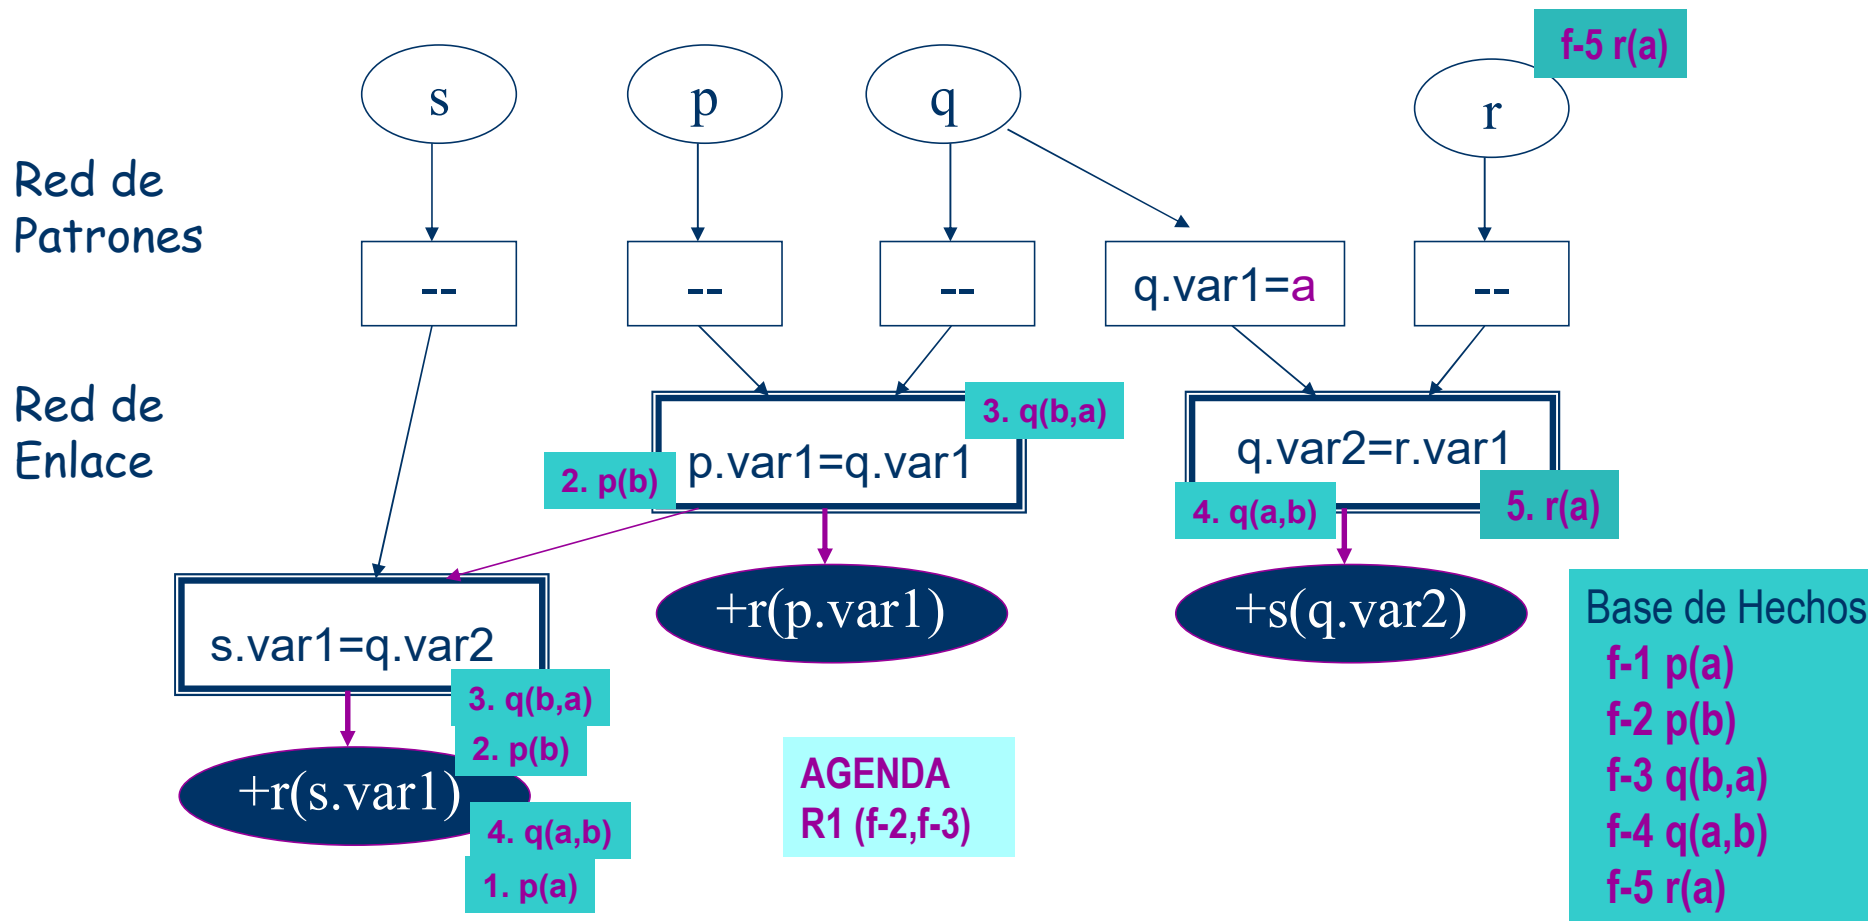 f-5 r(a)
s
p
q
r
Red de
Patrones
--
--
--
q.var1=a
--
Red de
Enlace
3. q(b,a)
p.var1=q.var1
2. p(b)
q.var2=r.var1
4. q(a,b)
5. r(a)
+r(p.var1)
+s(q.var2)
s.var1=q.var2
3. q(b,a)
2. p(b)
+r(s.var1)
4. q(a,b)
1. p(a)
AGENDA
R1 (f-2,f-3)
Base de Hechos
f-1 p(a)
f-2 p(b)
f-3 q(b,a)
f-4 q(a,b)
f-5 r(a)